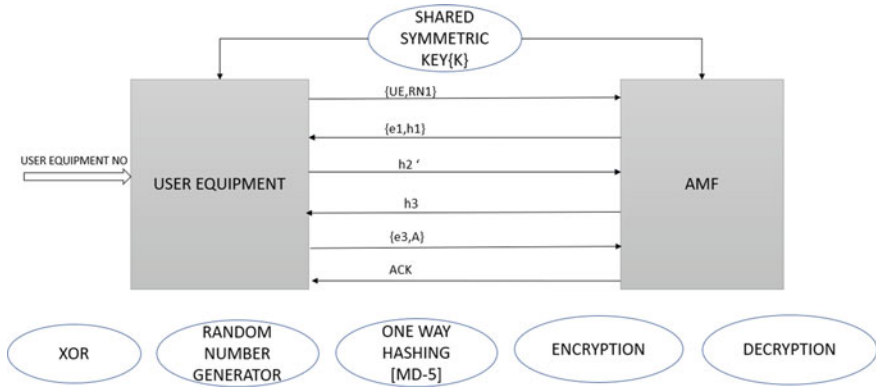 SHARED
SYMMETRIC
KEY{K}
{UE,RN1}
{e1,h1}
USER EQUIPMENT NO
h2 ‘
USER EQUIPMENT
AMF
h3
{e3,A}
ACK
XOR
RANDOM
NUMBER
GENERATOR
ONE WAY
HASHING
[MD-5]
ENCRYPTION
DECRYPTION